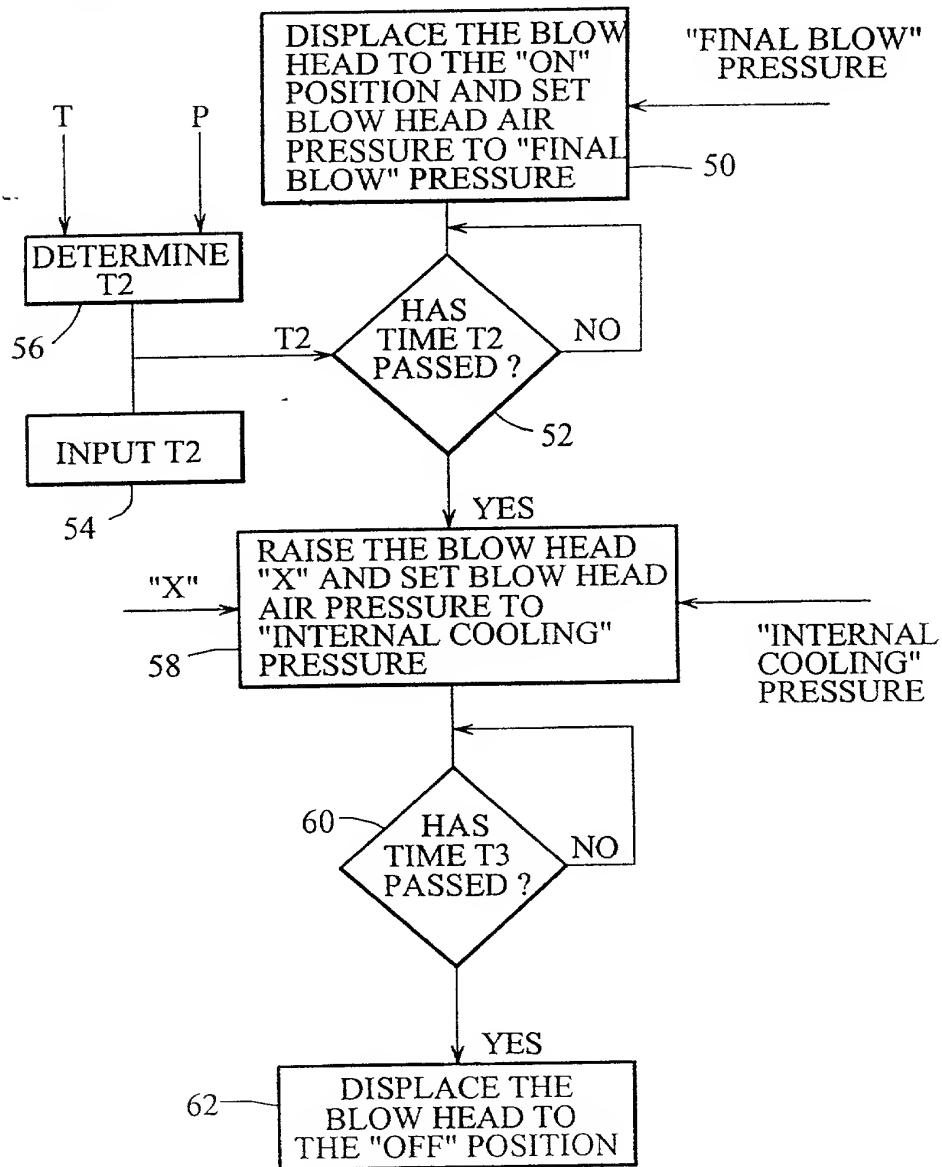 DISPLACE THE BLOW
HEAD TO THE "ON"
POSITION AND SET
BLOW HEAD AIR
PRESSURE TO "FINAL
BLOW" PRESSURE
"FINAL BLOW"
PRESSURE
50
T
P
DETERMINE
T2
56
T2
HAS
TIME T2
PASSED ?
NO
52
INPUT T2
54
YES
RAISE THE BLOW HEAD
"X" AND SET BLOW HEAD
AIR PRESSURE TO
"INTERNAL COOLING"
PRESSURE
"X"
58
"INTERNAL
COOLING"
PRESSURE
60
HAS
TIME T3
PASSED ?
NO
YES
62
DISPLACE THE
BLOW HEAD TO
THE "OFF" POSITION